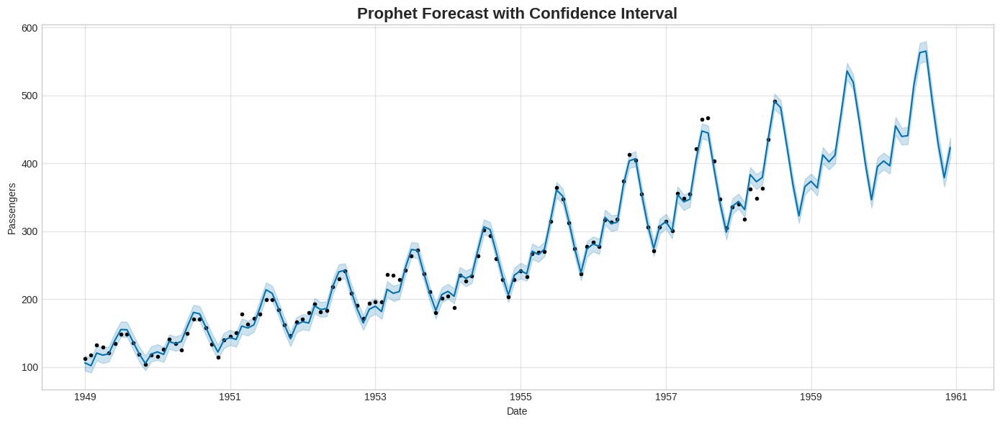 Prophet Forecast with Confidence Interval
600
500
400
300
200
100
Passengers
1949 1951 1953 1955 1957 1959 1961
Date